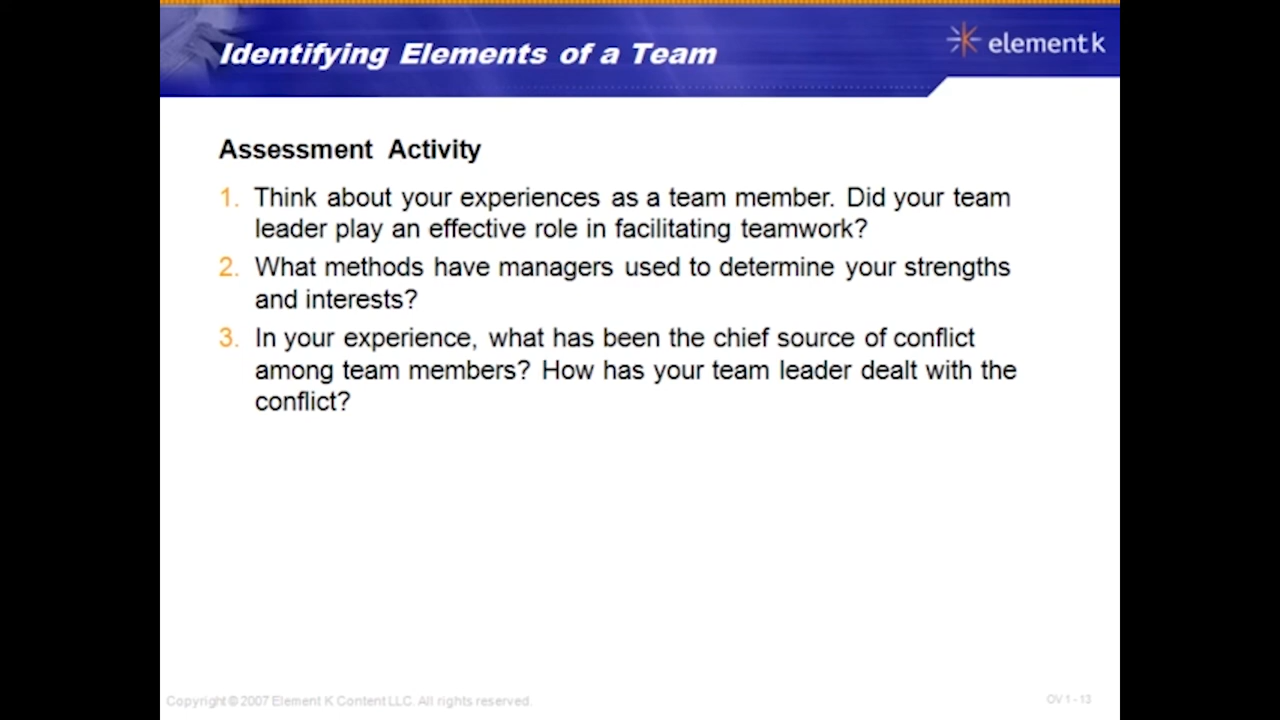 Identifying Elements of a Team
element k
Assessment Activity
1. Think about your experiences as a team member. Did your team
leader play an effective role in facilitating teamwork?
2. What methods have managers used to determine your strengths
and interests?
3. In your experience, what has been the chief source of conflict
among team members? How has your team leader dealt with the
conflict?
Copyright © 2007 Element K Content LLC. All rights reserved.
OV 1 - 13